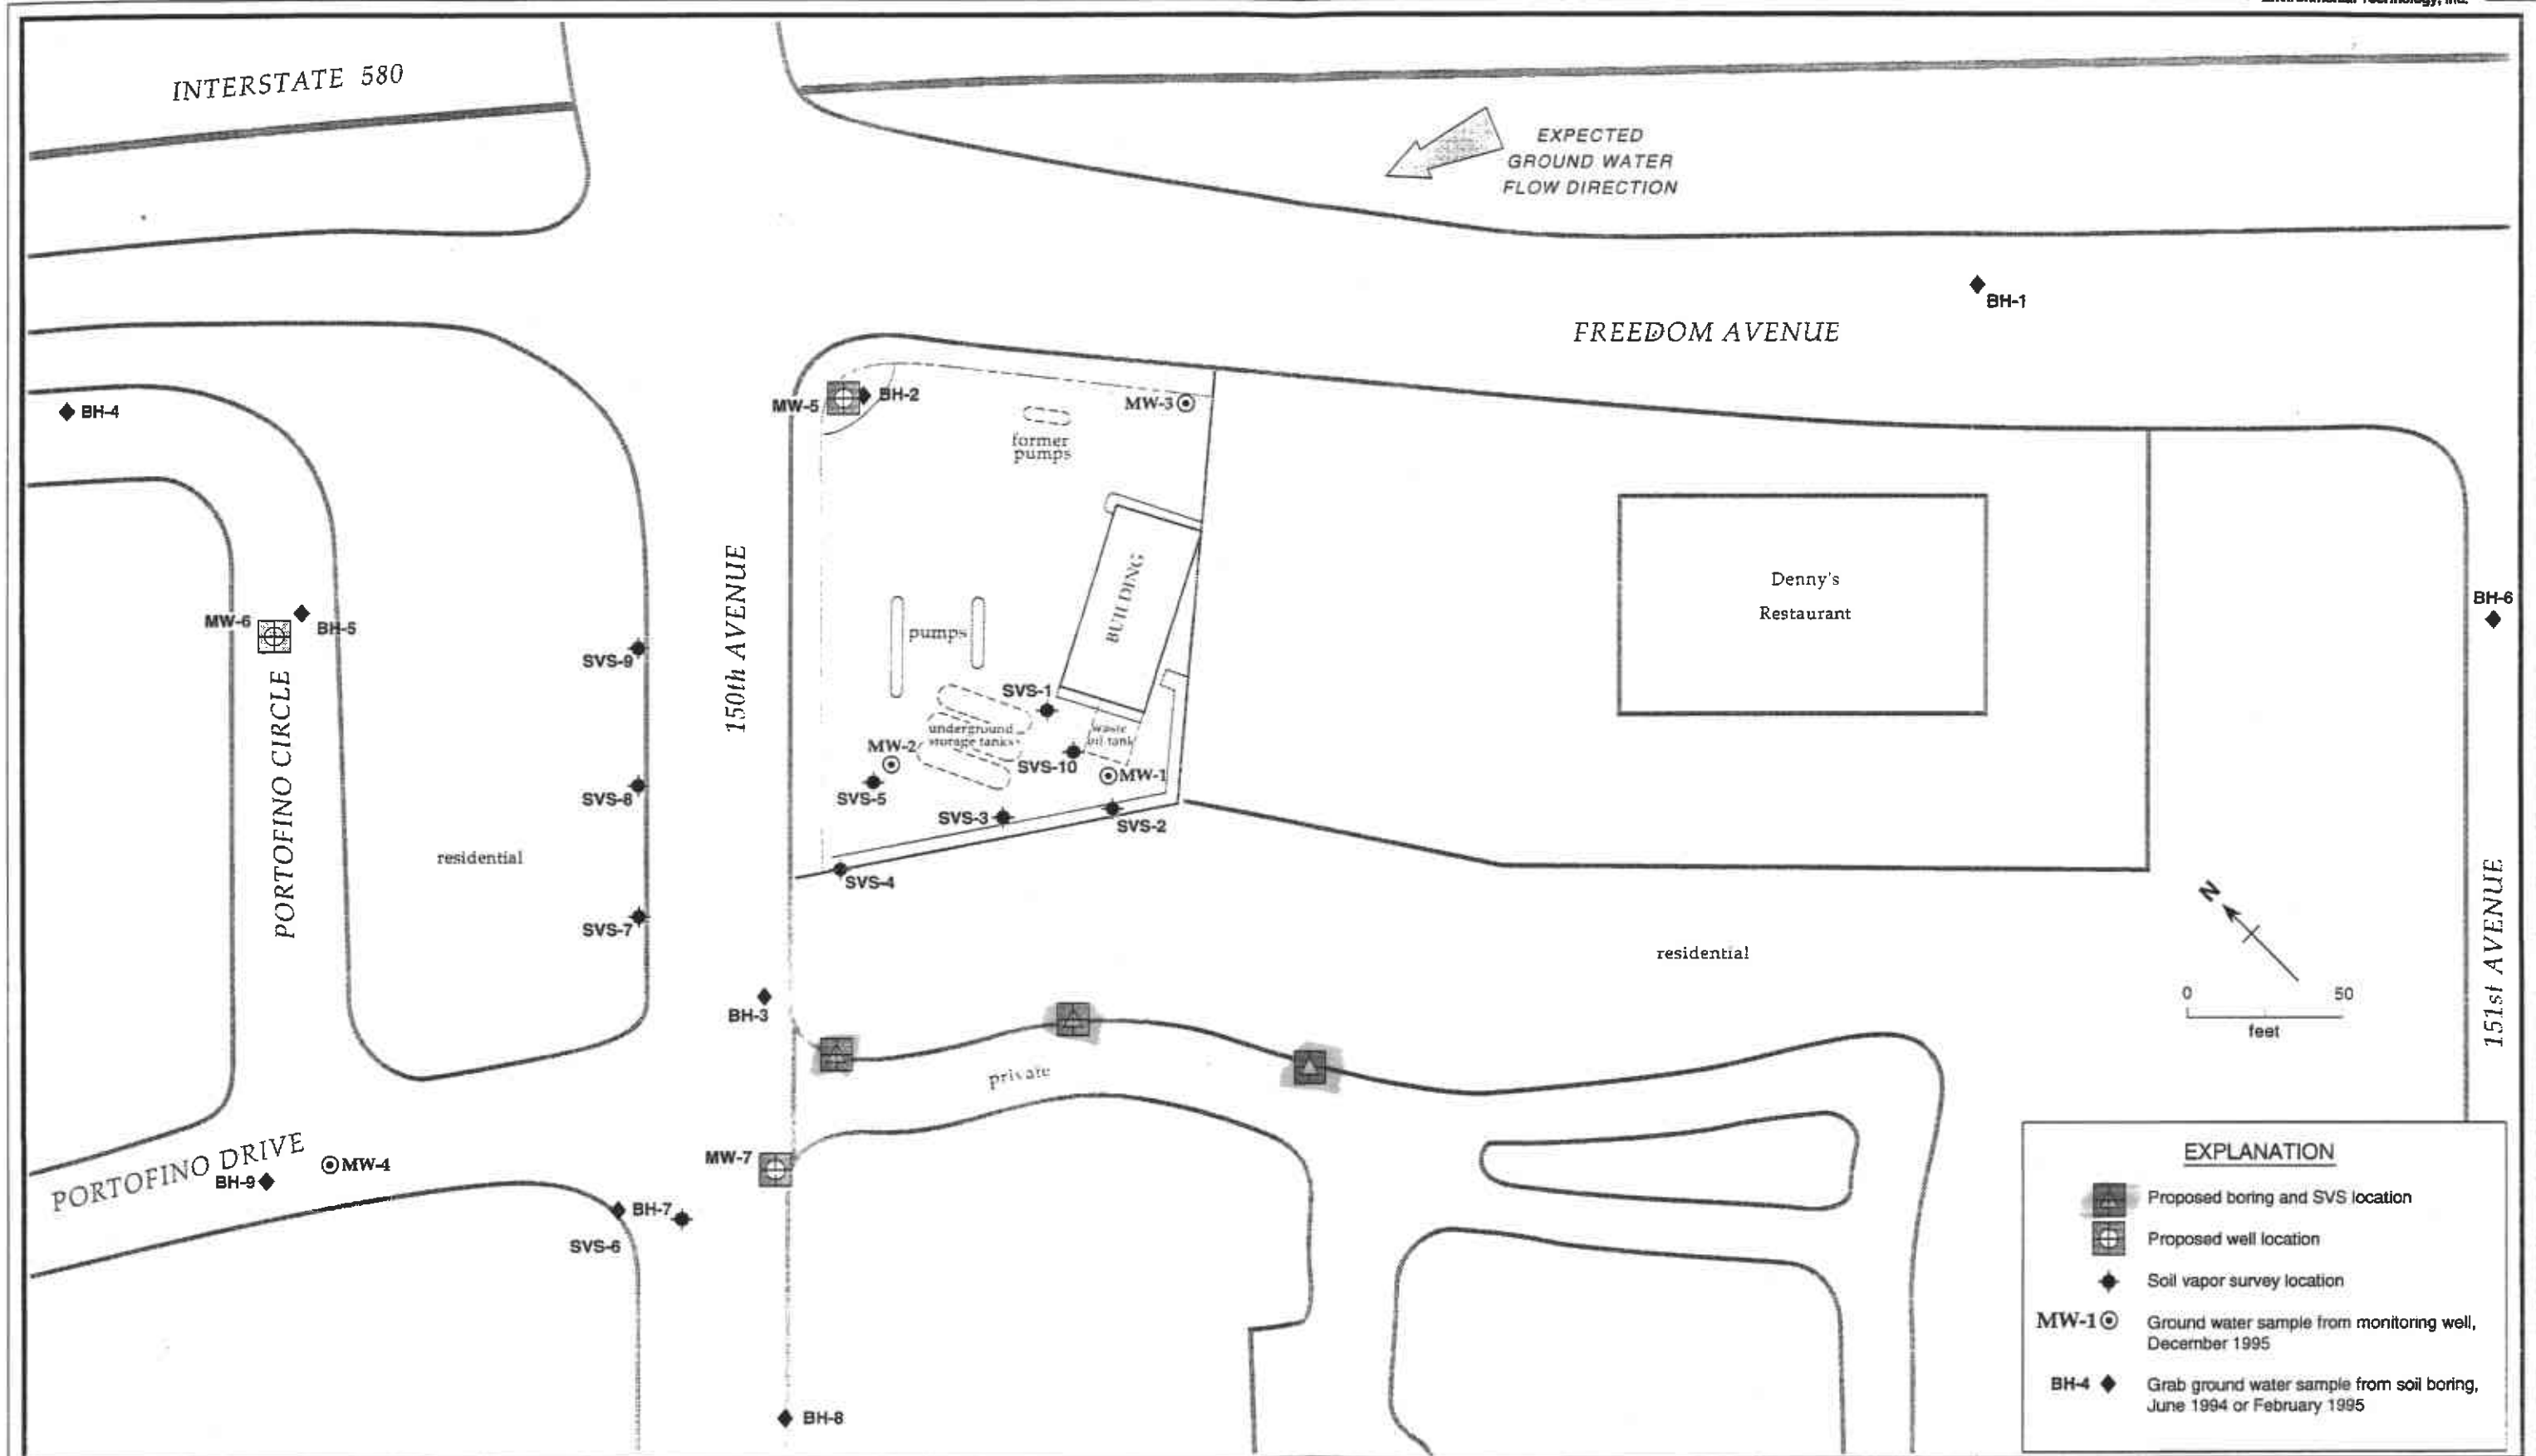 Environmental Technology, Inc.
INTERSTATE 580
EXPECTED
GROUND WATER
FLOW DIRECTION
BH-1
FREEDOM AVENUE
BH-4
MW-5
BH-2
MW-3
former
pumps
150th AVENUE
BUILDING
Denny's
Restaurant
BH-6
MW-6
BH-5
pumps
SVS-9
PORTOFINO CIRCLE
SVS-1
underground
storage tanks
waste
oil tank
MW-2
SVS-10
MW-1
SVS-8
SVS-5
SVS-3
SVS-2
residential
SVS-4
SVS-7
N
151st AVENUE
residential
0 50
feet
BH-3
private
PORTOFINO DRIVE
MW-4
BH-9
MW-7
BH-7
SVS-6
BH-8
EXPLANATION
Proposed boring and SVS location
Proposed well location
Soil vapor survey location
MW-1 Ground water sample from monitoring well,
December 1995
BH-4 Grab ground water sample from soil boring,
June 1994 or February 1995